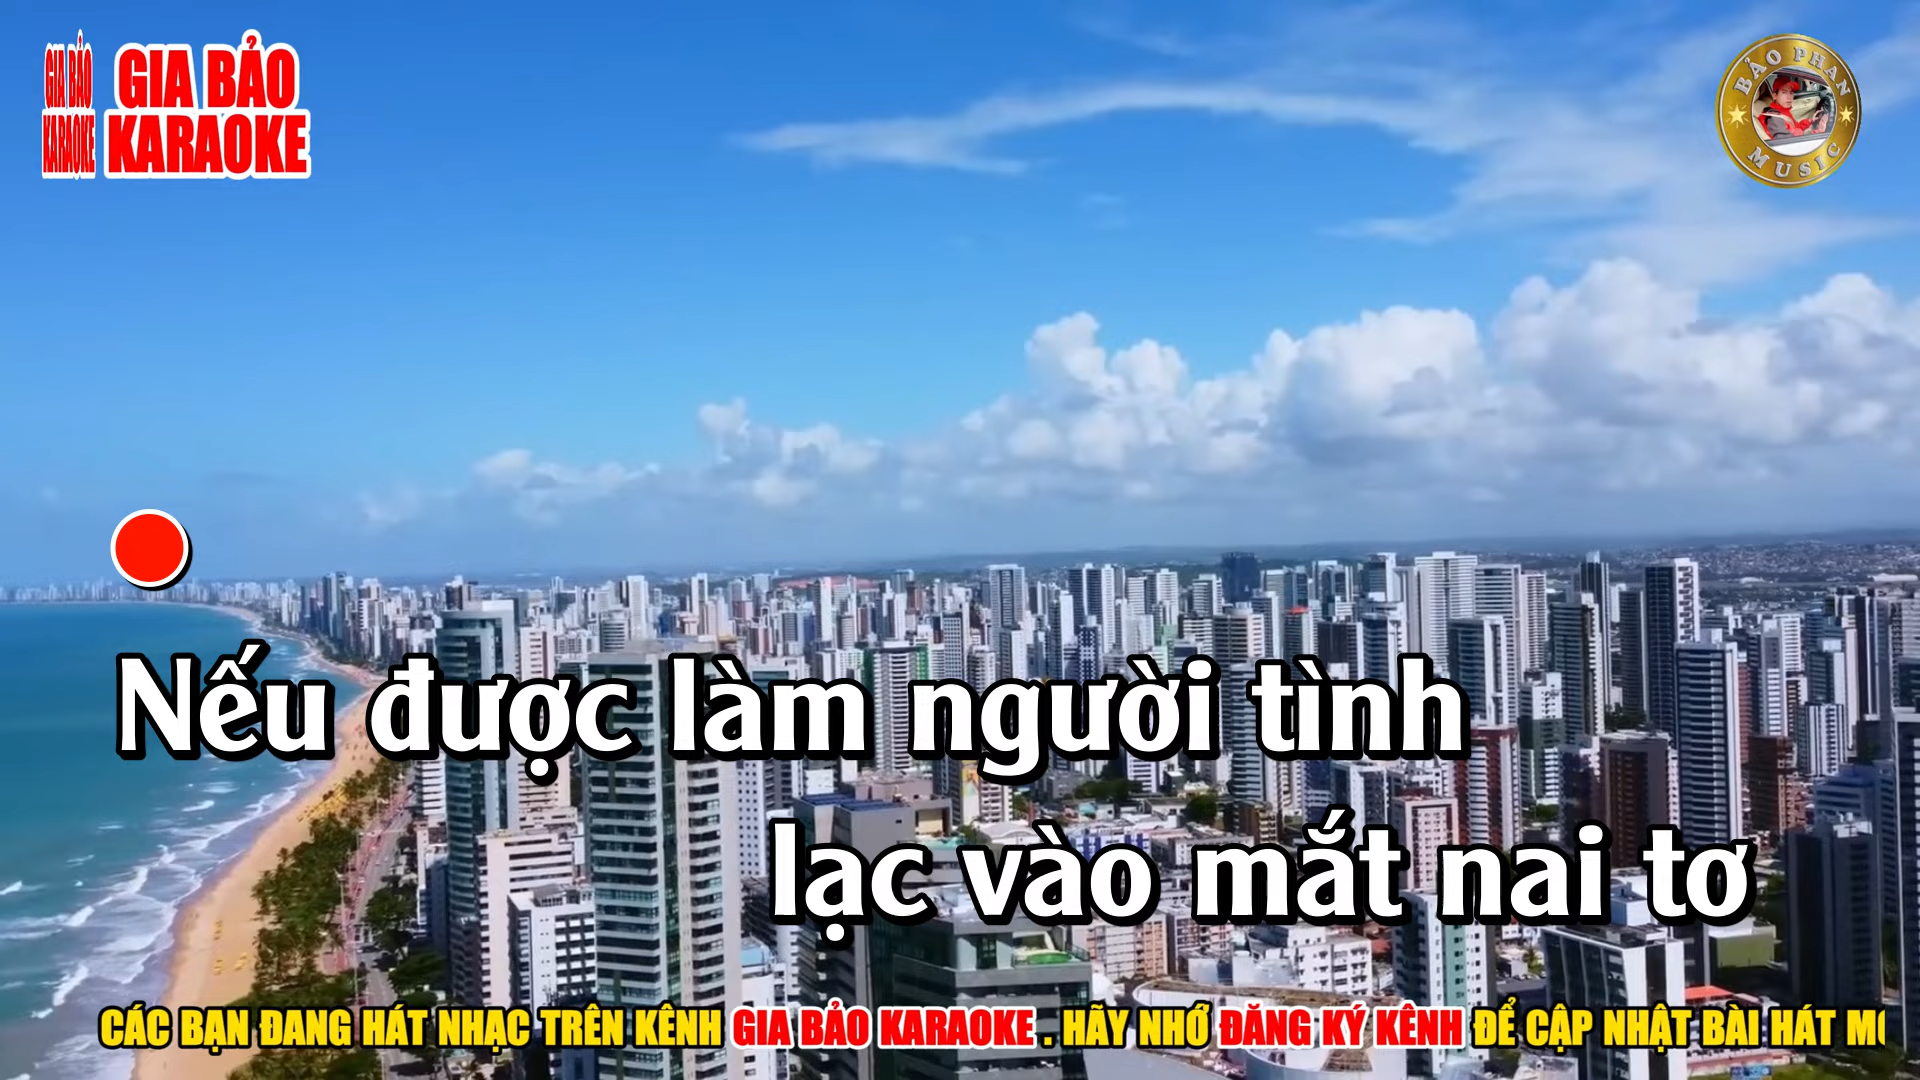 GIA BẢO
KARAOKE
GIA BẢO
KARAOKE
BẢO PHAN
MUSIC
Nếu được làm người tình
lạc vào mắt nai tơ
CÁC BẠN ĐANG HÁT NHẠC TRÊN KÊNH GIA BẢO KARAOKE . HÃY NHỚ ĐĂNG KÝ KÊNH ĐỂ CẬP NHẬT BÀI HÁT